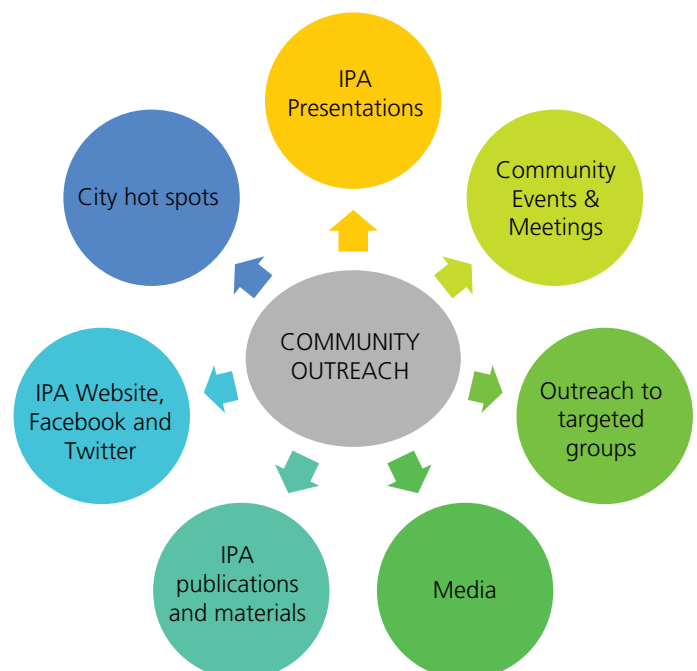 IPA
Presentations
Community
Events &
Meetings
City hot spots
COMMUNITY
OUTREACH
Outreach to
targeted
groups
IPA Website,
Facebook and
Twitter
IPA
publications
and materials
Media